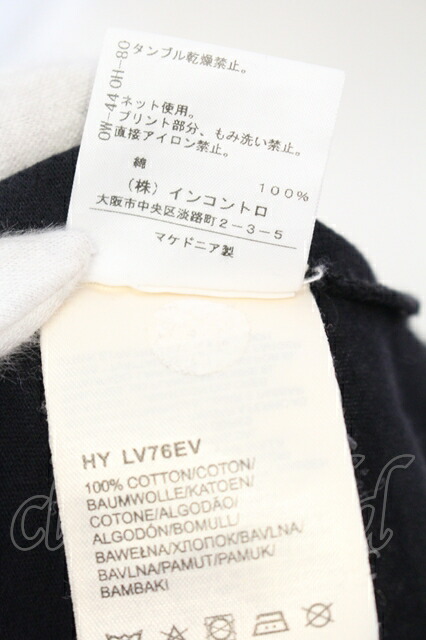 タンブル乾燥禁止。
ネット使用。
プリント部分、もみ洗い禁止。
直接アイロン禁止。
綿 100%
(株)インコントロ
大阪市中央区淡路町2-3-5
マケドニア製
0W-44 0H-80
HY LV76EV
100% COTTON/COTON/
BAUMWOLLE/KATOEN/
COTONE/ALGODÃO/
ALGODÓN/BOMULL/
BAWEŁNA/ХЛОПОК/BAVLNA/
BAVLNA/PAMUT/PAMUK/
BAMBAKI